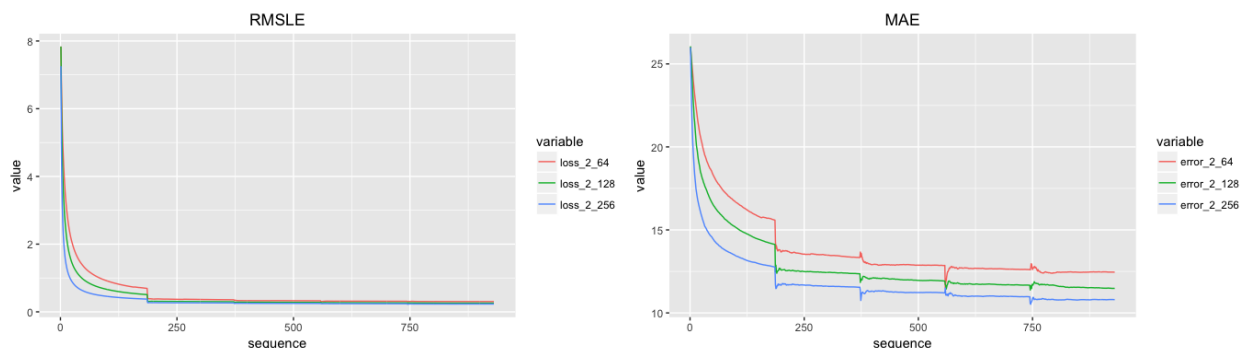 RMSLE
8
6
4
2
0
value
0 250 500 750
sequence
variable
loss_2_64
loss_2_128
loss_2_256
MAE
25
20
15
10
value
0 250 500 750
sequence
variable
error_2_64
error_2_128
error_2_256